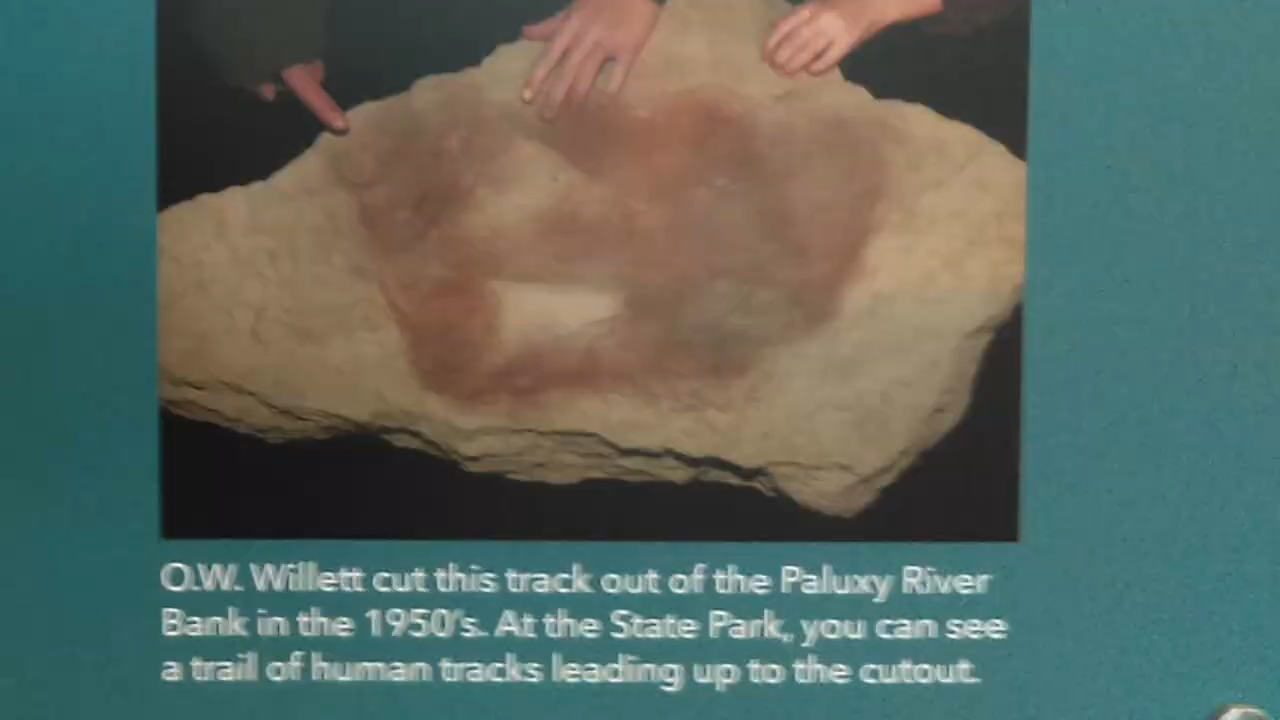 O.W. Willett cut this track out of the Paluxy River
Bank in the 1950's. At the State Park, you can see
a trail of human tracks leading up to the cutout.